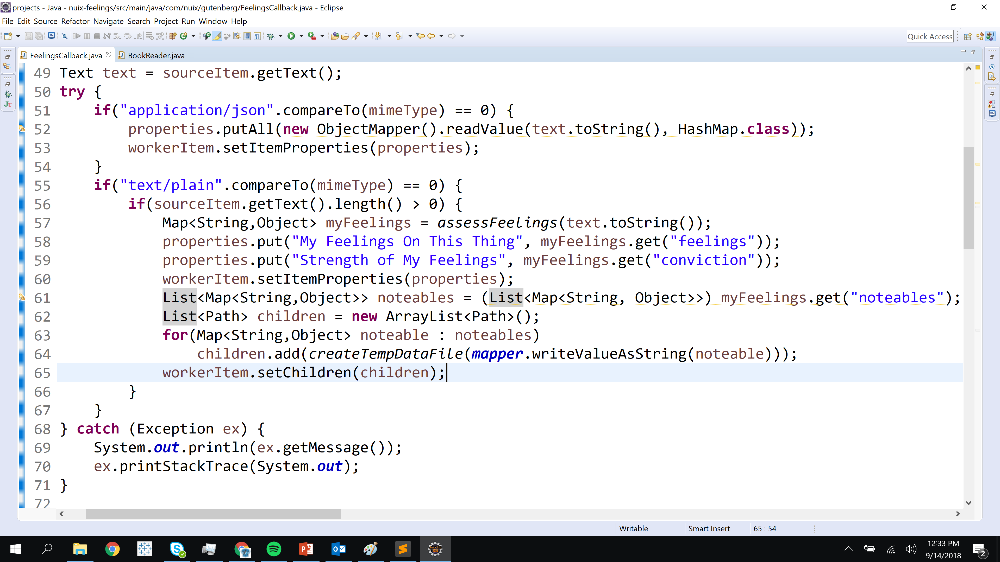 projects - Java - nuix-feelings/src/main/java/com/nuix/gutenberg/FeelingsCallback.java - Eclipse
File Edit Source Refactor Navigate Search Project Run Window Help
Quick Access
FeelingsCallback.java BookReader.java
49 Text text = sourceItem.getText();
50 try {
51 if("application/json".compareTo(mimeType) == 0) {
52 properties.putAll(new ObjectMapper().readValue(text.toString(), HashMap.class));
53 workerItem.setItemProperties(properties);
54 }
55 if("text/plain".compareTo(mimeType) == 0) {
56 if(sourceItem.getText().length() > 0) {
57 Map<String,Object> myFeelings = assessFeelings(text.toString());
58 properties.put("My Feelings On This Thing", myFeelings.get("feelings"));
59 properties.put("Strength of My Feelings", myFeelings.get("conviction"));
60 workerItem.setItemProperties(properties);
61 List<Map<String,Object>> noteables = (List<Map<String, Object>>) myFeelings.get("noteables");
62 List<Path> children = new ArrayList<Path>();
63 for(Map<String,Object> noteable : noteables)
64 children.add(createTempDataFile(mapper.writeValueAsString(noteable)));
65 workerItem.setChildren(children);
66 }
67 }
68 } catch (Exception ex) {
69 System.out.println(ex.getMessage());
70 ex.printStackTrace(System.out);
71 }
72
Writable Smart Insert 65 : 54
12:33 PM
9/14/2018
2
Ju
Java EE
IDE